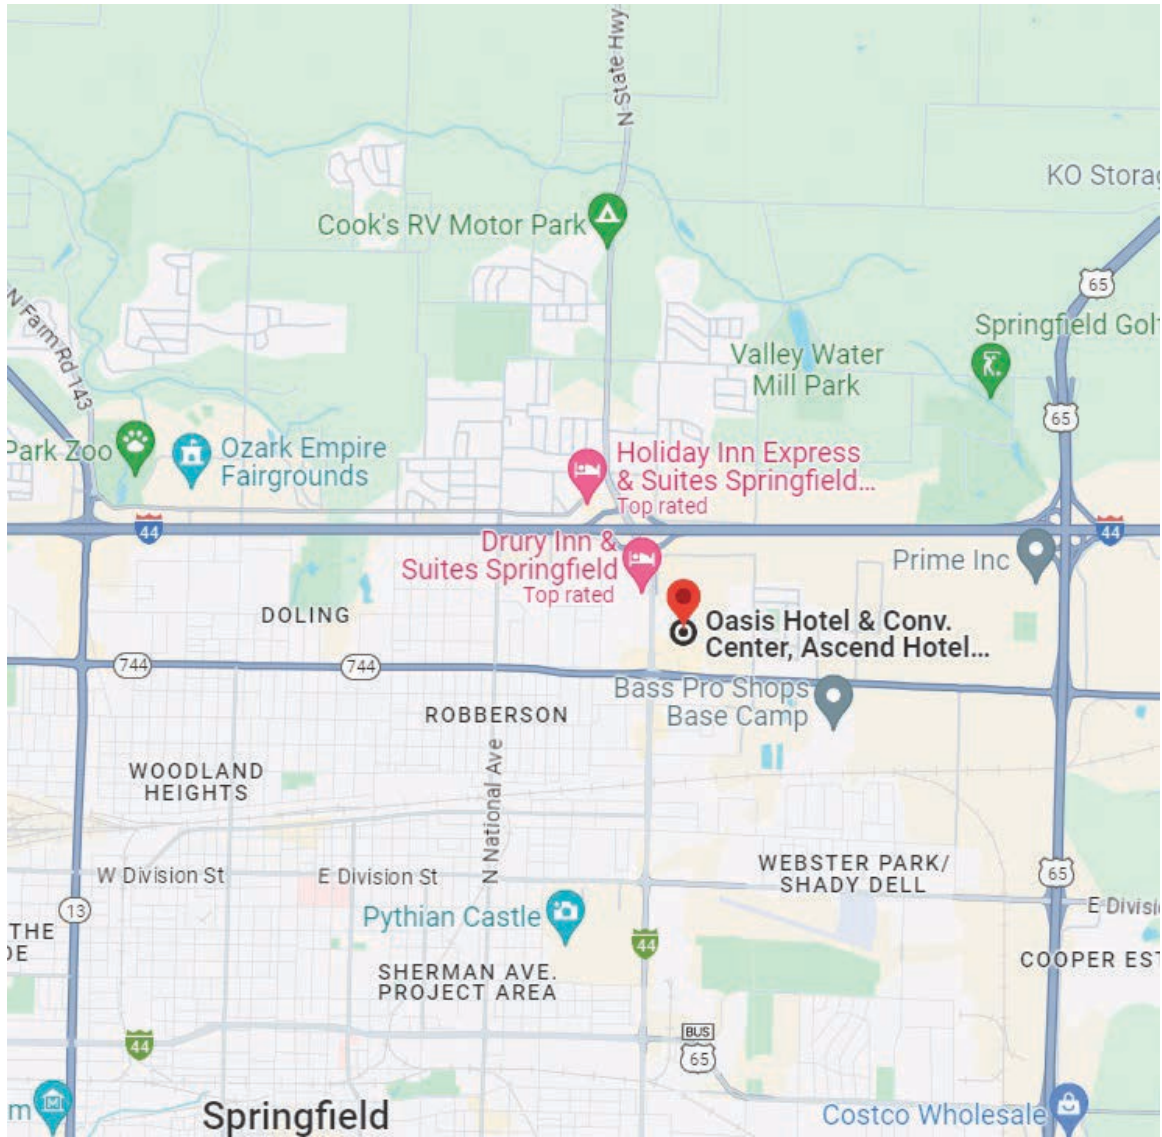 N State Hwy
KO Storag
Cook's RV Motor Park
65
N Farm Rd 143
Springfield Golf
Valley Water
Mill Park
65
Park Zoo
Ozark Empire
Fairgrounds
Holiday Inn Express
& Suites Springfield...
Top rated
44
44
Drury Inn &
Suites Springfield
Top rated
Prime Inc
DOLING
Oasis Hotel & Conv.
Center, Ascend Hotel...
744
744
Bass Pro Shops
Base Camp
ROBBERSON
WOODLAND
HEIGHTS
N National Ave
W Division St
E Division St
WEBSTER PARK/
SHADY DELL
65
13
Pythian Castle
E Divisi
THE
DE
44
SHERMAN AVE.
PROJECT AREA
COOPER EST
44
BUS
65
m
Springfield
Costco Wholesale